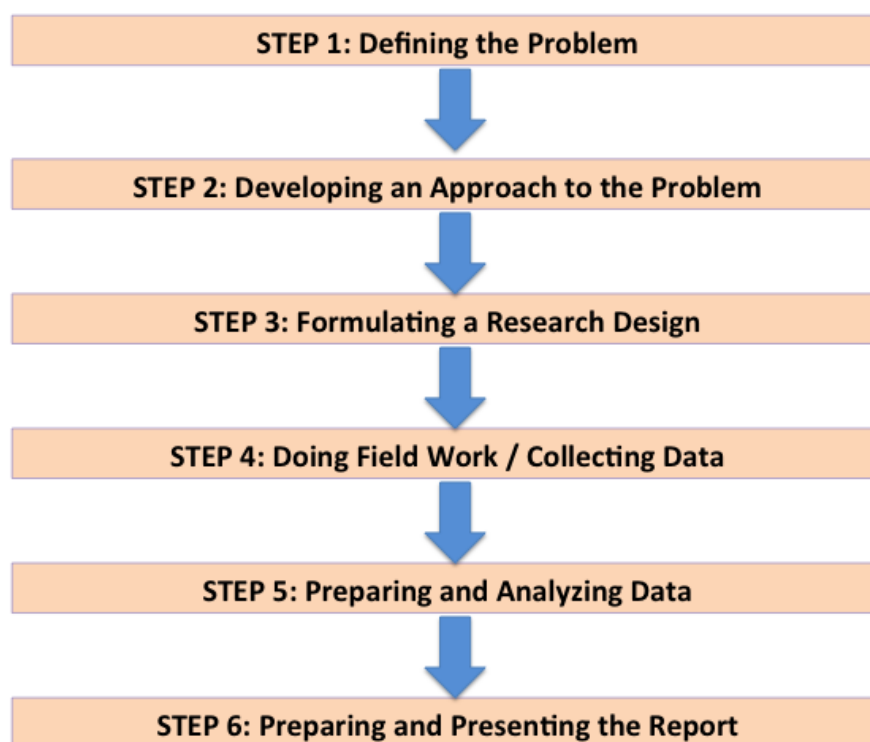 STEP 1: Defining the Problem
STEP 2: Developing an Approach to the Problem
STEP 3: Formulating a Research Design
STEP 4: Doing Field Work / Collecting Data
STEP 5: Preparing and Analyzing Data
STEP 6: Preparing and Presenting the Report